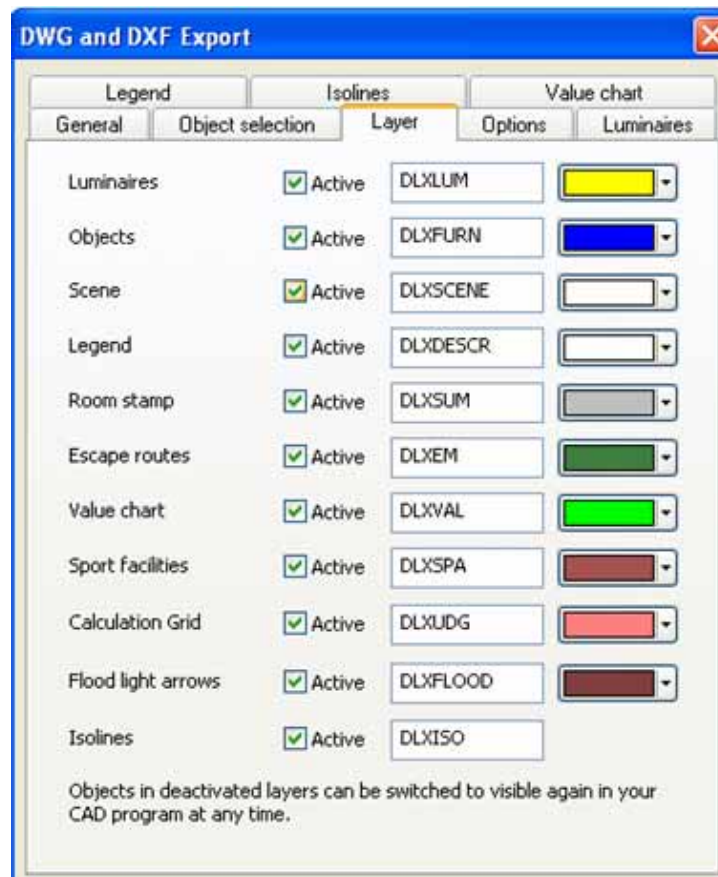 DWG and DXF Export
Legend Isolines Value chart
General Object selection Layer Options Luminaires
Luminaires Active DLXLUM
Objects Active DLXFURN
Scene Active DLXSCENE
Legend Active DLXDESCR
Room stamp Active DLXSUM
Escape routes Active DLXEM
Value chart Active DLXVAL
Sport facilities Active DLXSPA
Calculation Grid Active DLXUDG
Flood light arrows Active DLXFLOOD
Isolines Active DLXISO
Objects in deactivated layers can be switched to visible again in your
CAD program at any time.